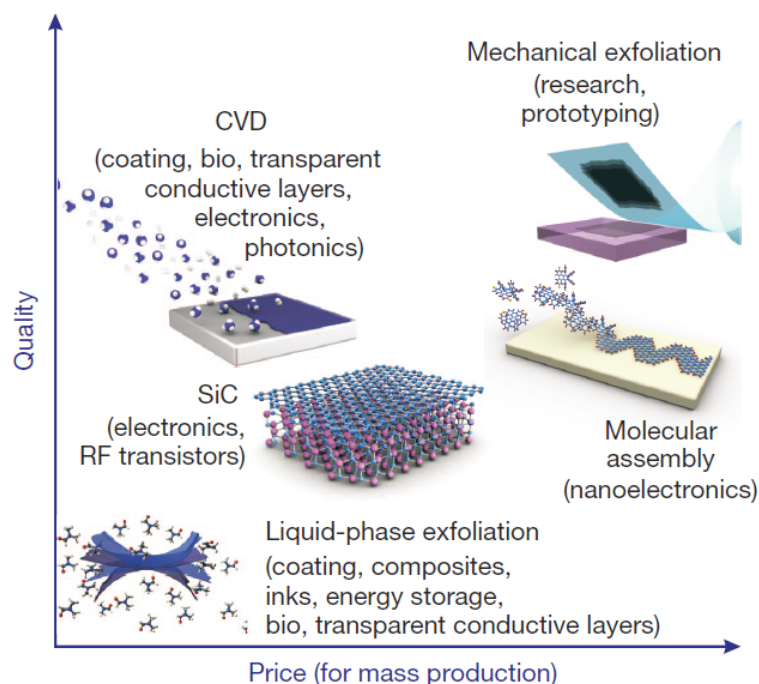 Mechanical exfoliation
(research,
prototyping)
CVD
(coating, bio, transparent
conductive layers,
electronics,
photonics)
Quality
SiC
(electronics,
RF transistors)
Molecular
assembly
(nanoelectronics)
Liquid-phase exfoliation
(coating, composites,
inks, energy storage,
bio, transparent conductive layers)
Price (for mass production)